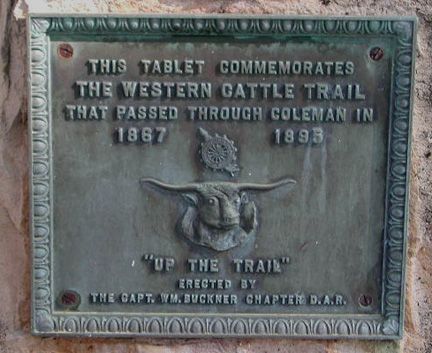 THIS TABLET COMMEMORATES
THE WESTERN CATTLE TRAIL
THAT PASSED THROUGH COLEMAN IN
1867 1895
"UP THE TRAIL"
ERECTED BY
THE CAPT. WM. BUCKNER CHAPTER D.A.R.